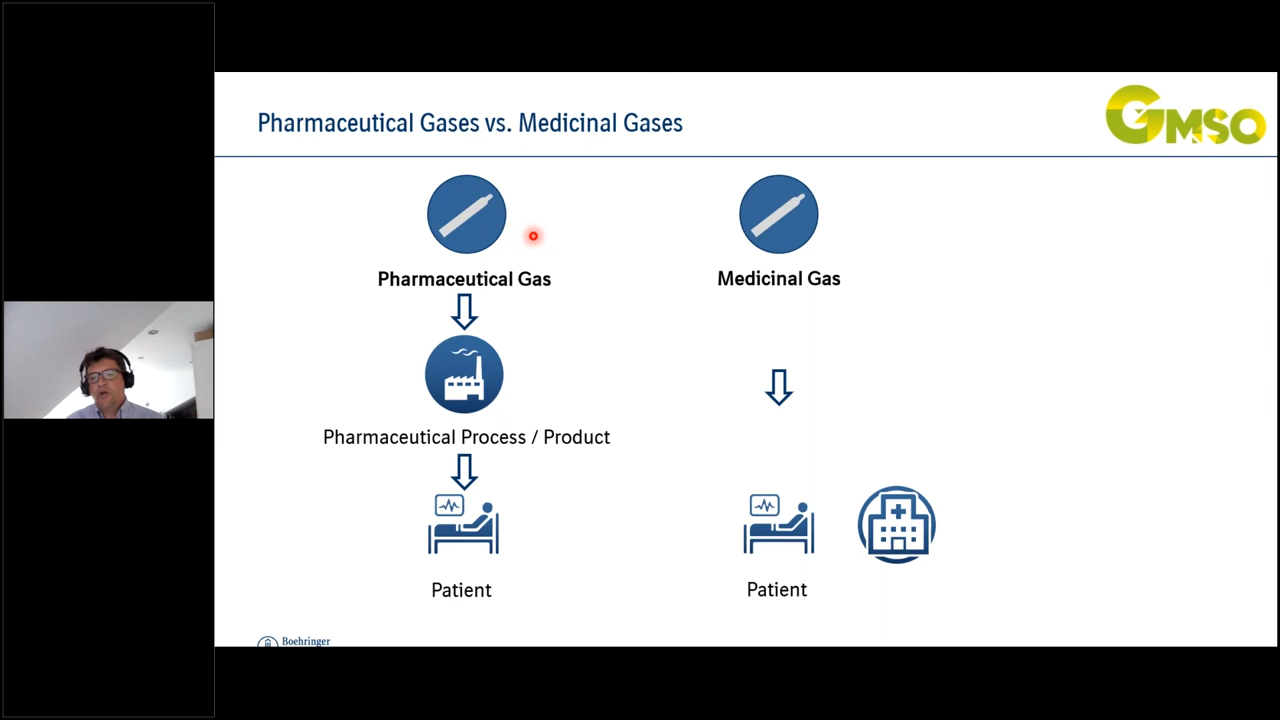 Pharmaceutical Gases vs. Medicinal Gases
GMSO
Pharmaceutical Gas
Medicinal Gas
Pharmaceutical Process / Product
Patient
Patient
Boehringer